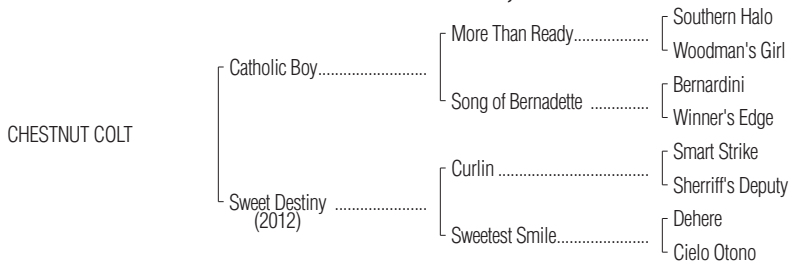 Southern Halo
More Than Ready..................
Woodman's Girl
Catholic Boy..........................
Bernardini
Song of Bernadette ..............
Winner's Edge
CHESTNUT COLT
Smart Strike
Curlin ....................................
Sherriff's Deputy
Sweet Destiny ......................
(2012)
Dehere
Sweetest Smile......................
Cielo Otono